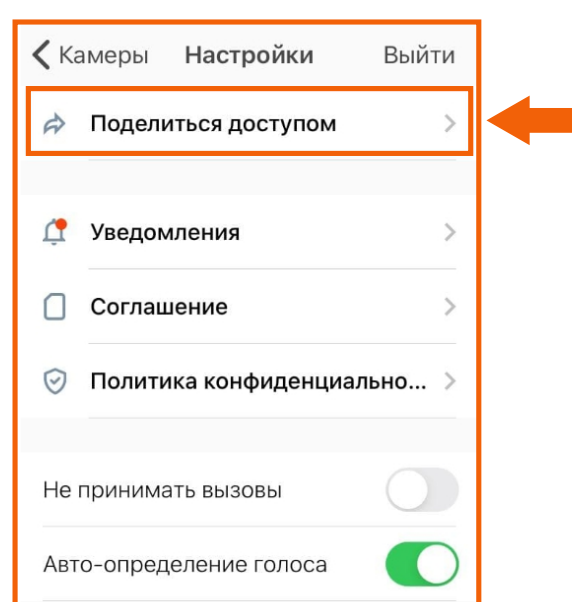 Камеры Настройки Выйти
Поделиться доступом
Уведомления
Соглашение
Политика конфиденциально...
Не принимать вызовы
Авто-определение голоса